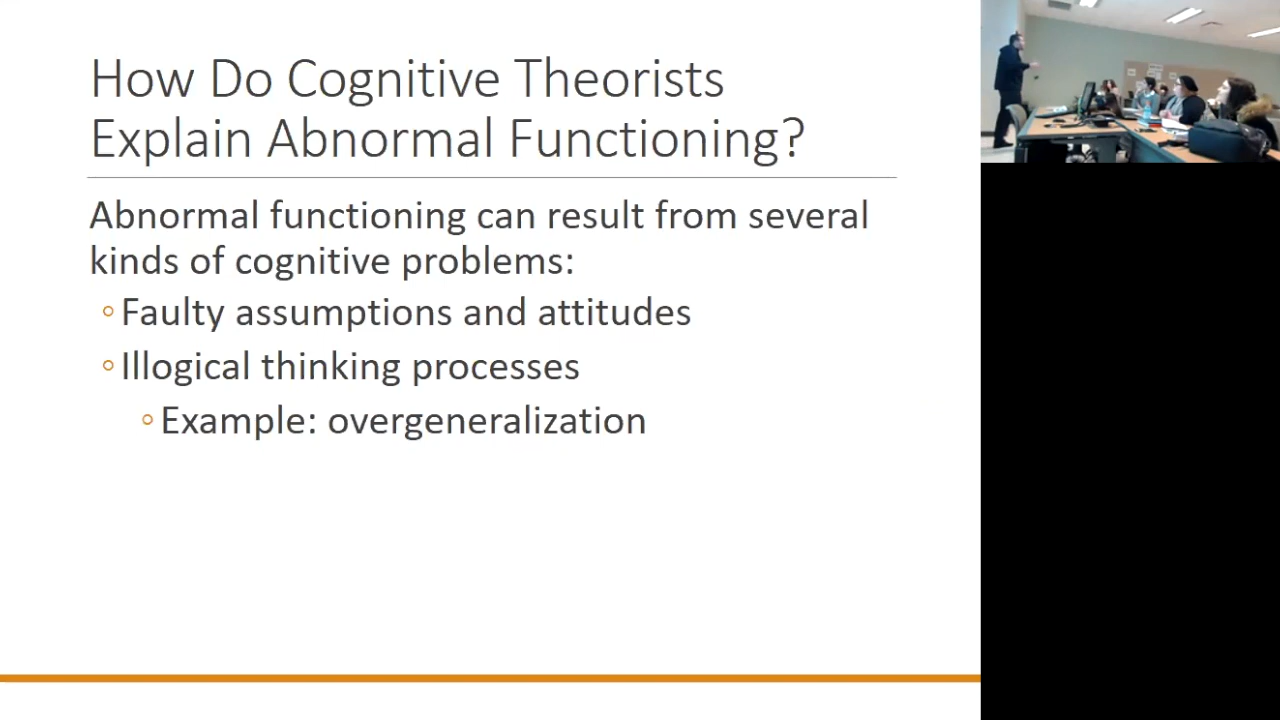 How Do Cognitive Theorists
Explain Abnormal Functioning?
Abnormal functioning can result from several
kinds of cognitive problems:
◦Faulty assumptions and attitudes
◦Illogical thinking processes
◦Example: overgeneralization